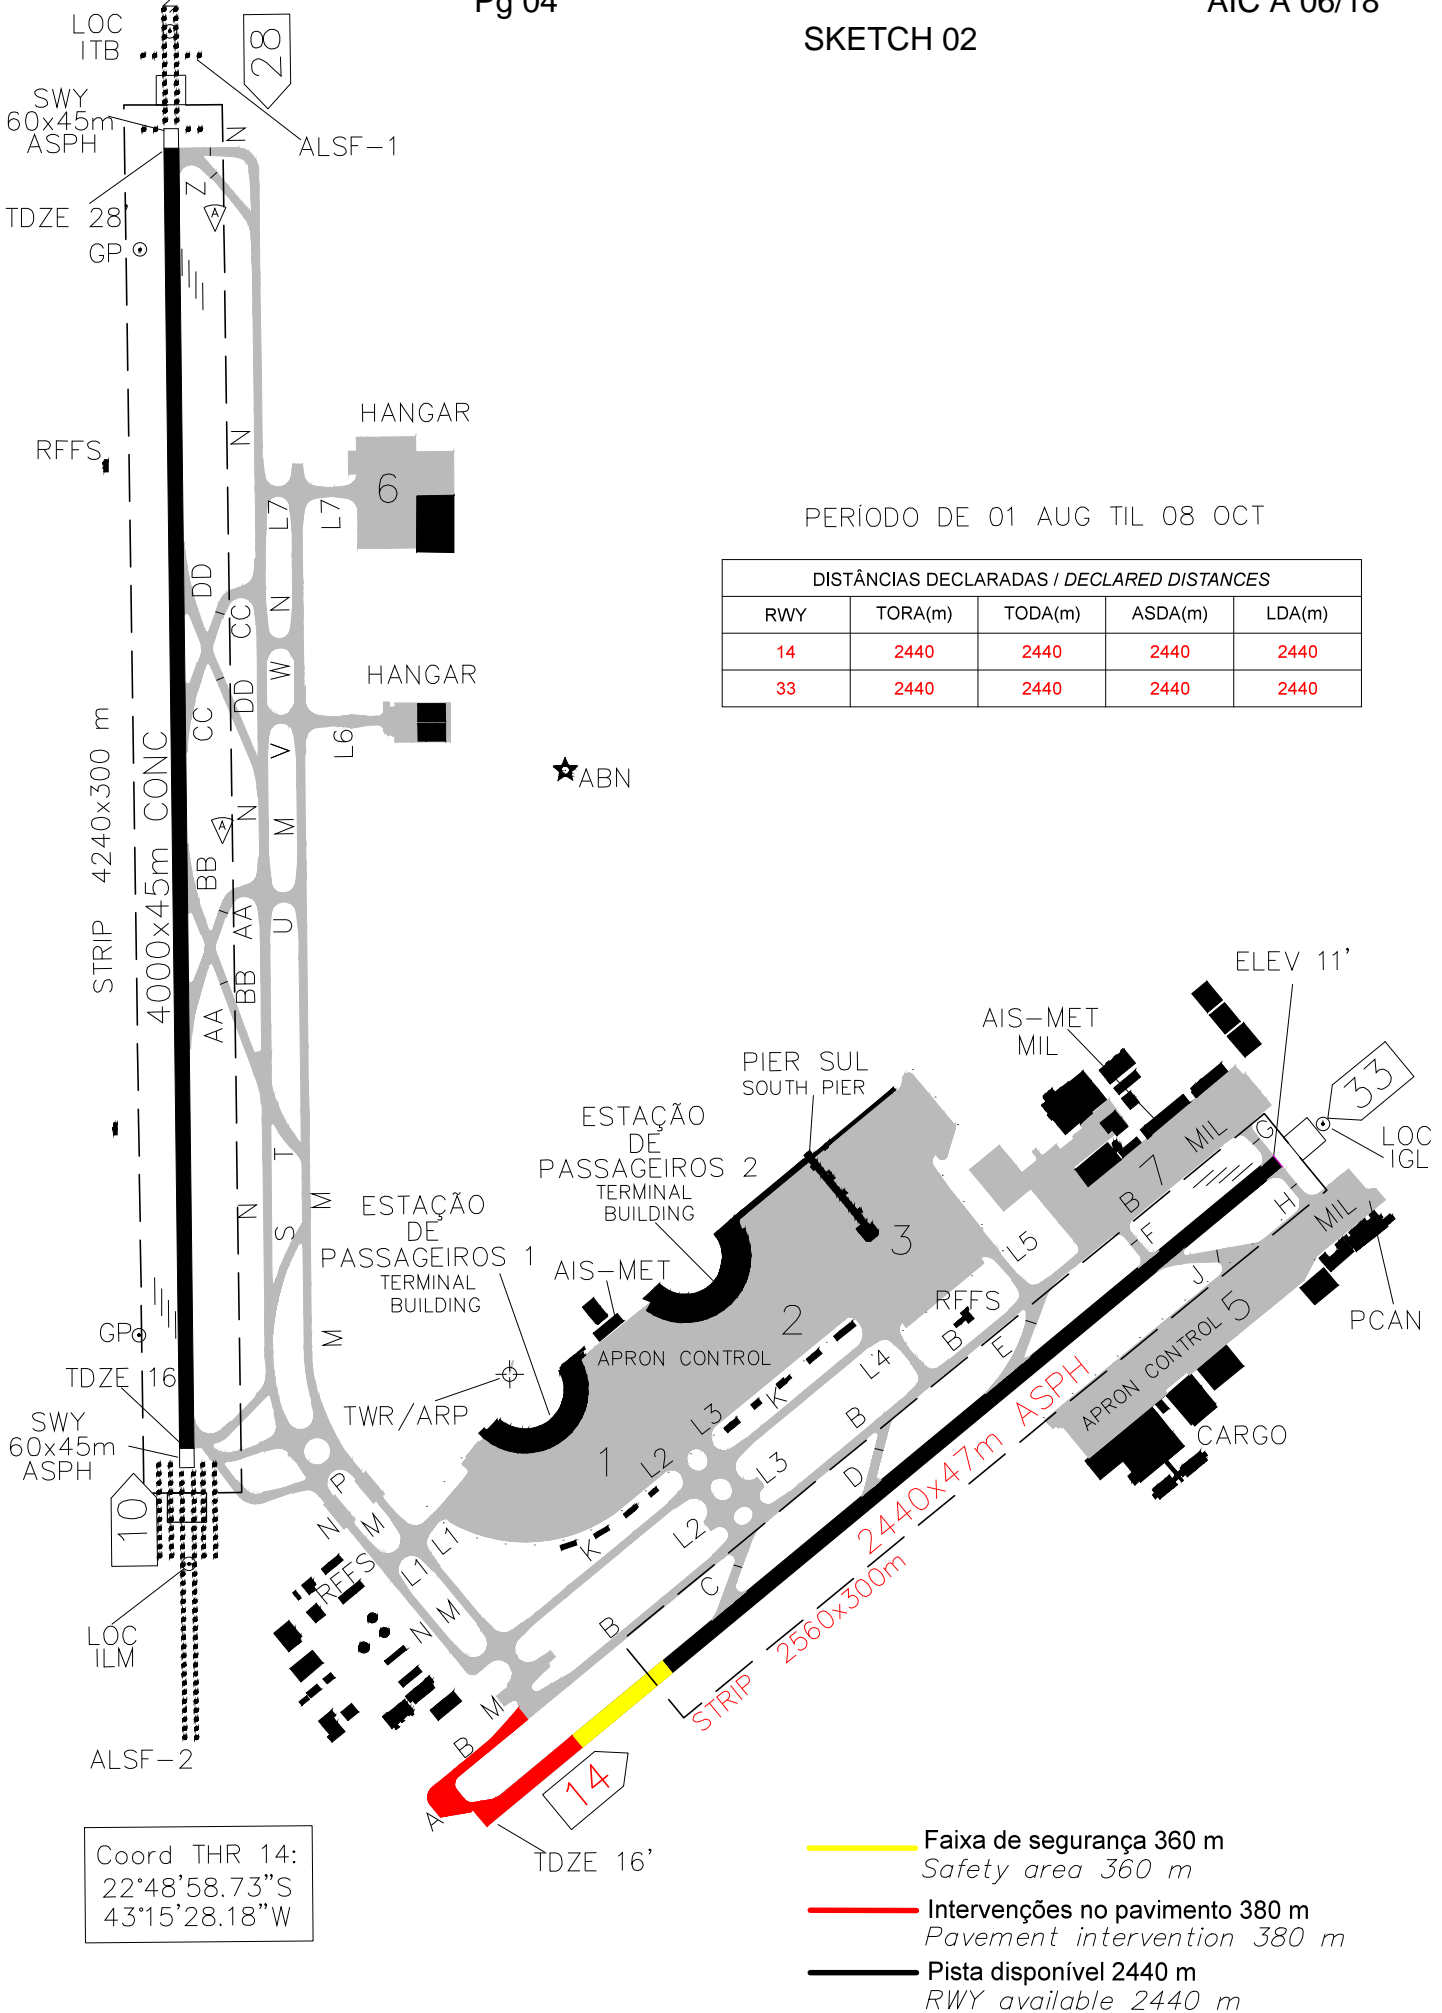 Pg 04
AIC A 06/18
SKETCH 02
LOC
ITB
28
SWY
60x45m
ASPH
N
ALSF-1
Z
A
TDZE 28'
GP
HANGAR
N
RFFS
6
L7
L7
PERÍODO DE 01 AUG TIL 08 OCT
DISTÂNCIAS DECLARADAS / DECLARED DISTANCES
RWY TORA(m) TODA(m) ASDA(m) LDA(m)
14 2440 2440 2440 2440
33 2440 2440 2440 2440
DD
CC
N
W
HANGAR
DD
CC
V
L6
ABN
STRIP 4240x300 m
4000x45m CONC
N
M
A
BB
AA
U
BB
AA
ELEV 11'
AIS-MET
MIL
PIER SUL
SOUTH PIER
33
ESTAÇÃO
DE
PASSAGEIROS 2
TERMINAL
BUILDING
LOC
IGL
G
7 MIL
B
T
M
N
S
ESTAÇÃO
DE
PASSAGEIROS 1
TERMINAL
BUILDING
H
MIL
F
3
L5
J
AIS-MET
RFFS
2
5
PCAN
GP
M
B
E
APRON CONTROL
APRON CONTROL
L4
TDZE 16'
TWR/ARP
K
L3
B
ASPH
SWY
60x45m
ASPH
CARGO
1
L2
L3
D
2440x47m
P
10
N
M
L1
K
L2
L1
RFFS
C
2560x300m
M
N
B
LOC
ILM
STRIP
M
B
ALSF-2
14
A
TDZE 16'
Coord THR 14:
22°48'58.73"S
43°15'28.18"W
Faixa de segurança 360 m
Safety area 360 m
Intervenções no pavimento 380 m
Pavement intervention 380 m
Pista disponível 2440 m
RWY available 2440 m